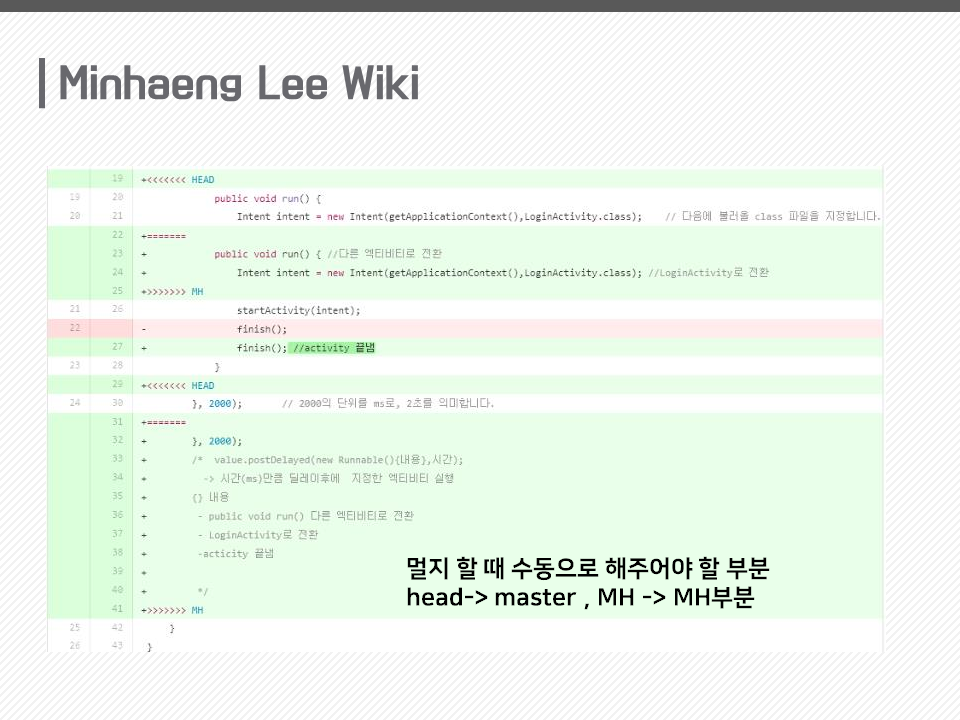 Minhaeng Lee Wiki
19 +<<<<<<< HEAD
19 20 public void run() {
20 21 Intent intent = new Intent(getApplicationContext(),LoginActivity.class); // 다음에 불러올 class 파일을 지정합니다.
22 +=======
23 + public void run() { //다른 엑티비티로 전환
24 + Intent intent = new Intent(getApplicationContext(),LoginActivity.class); //LoginActivity로 전환
25 +>>>>>>> MH
21 26 startActivity(intent);
22 - finish();
27 + finish(); //activity 끝냄
23 28 }
29 +<<<<<<< HEAD
24 30 }, 2000); // 2000의 단위를 ms로, 2초를 의미합니다.
31 +=======
32 + }, 2000);
33 + /* value.postDelayed(new Runnable(){내용},시간);
34 + -> 시간(ms)만큼 딜레이후에 지정한 엑티비티 실행
35 + {} 내용
36 + - public void run() 다른 엑티비티로 전환
37 + - LoginActivity로 전환
38 + -acticity 끝냄
39 +
40 + */
41 +>>>>>>> MH
25 42 }
26 43 }
멀지 할 때 수동으로 해주어야 할 부분
head-> master , MH -> MH부분